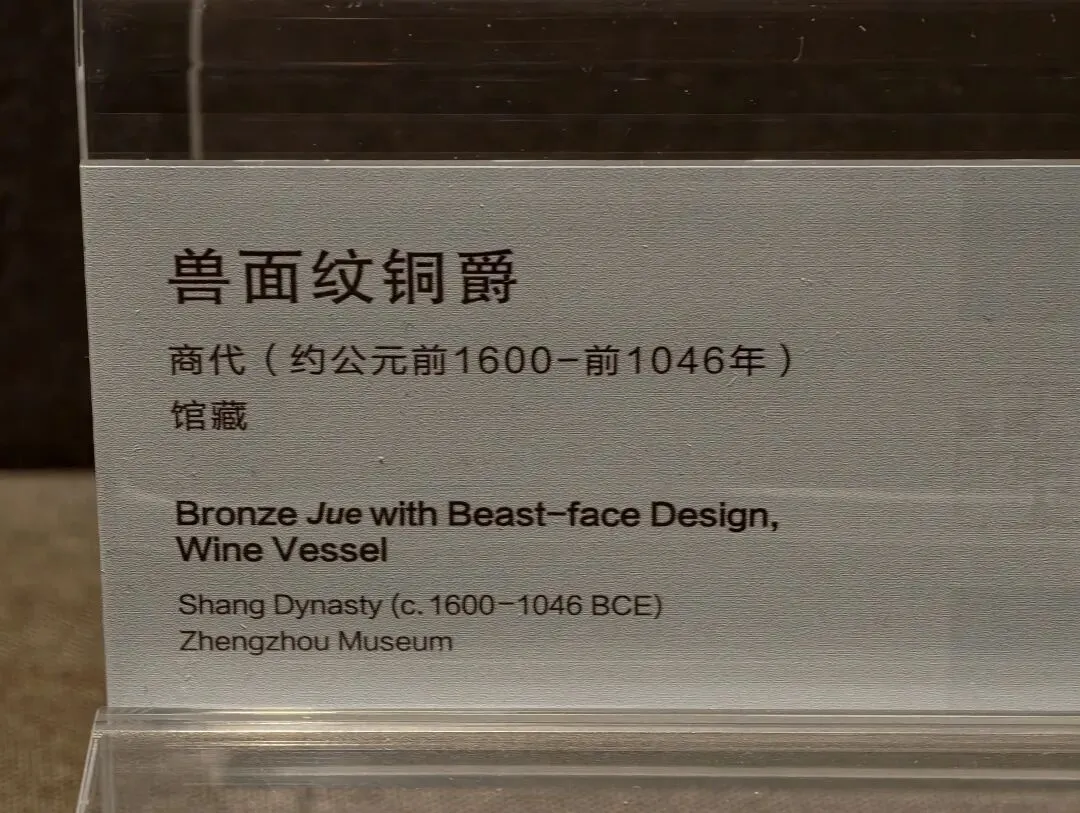 兽面纹铜爵
商代（约公元前1600-前1046年）
馆藏
Bronze Jue with Beast-face Design,
Wine Vessel
Shang Dynasty (c. 1600-1046 BCE)
Zhengzhou Museum